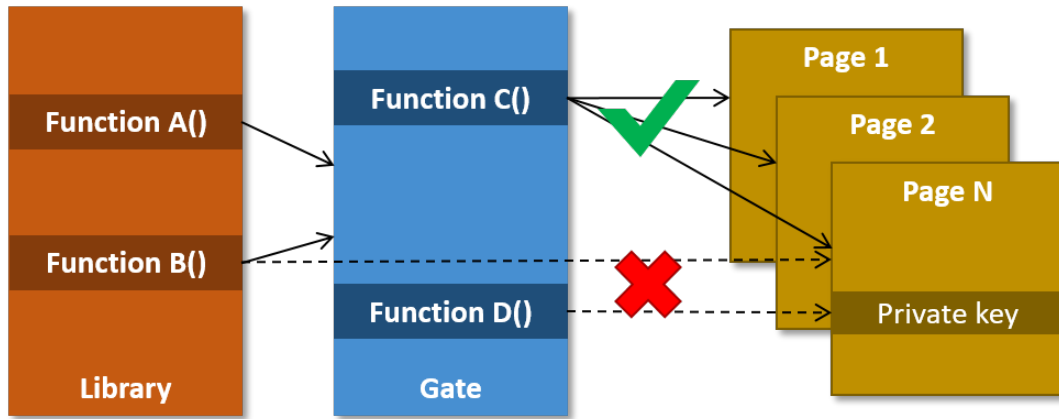 Function A()
Function B()
Library
Function C()
Function D()
Gate
Page 1
Page 2
Page N
Private key